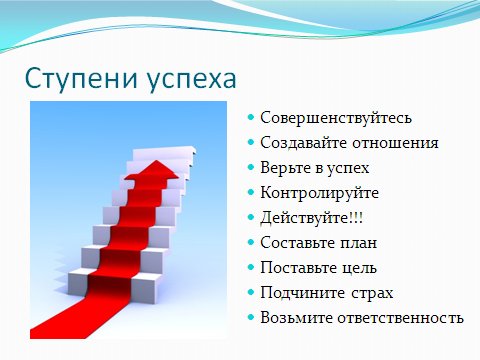 Ступени успеха
Совершенствуйтесь
Создавайте отношения
Верьте в успех
Контролируйте
Действуйте!!!
Составьте план
Поставьте цель
Подчините страх
Возьмите ответственность